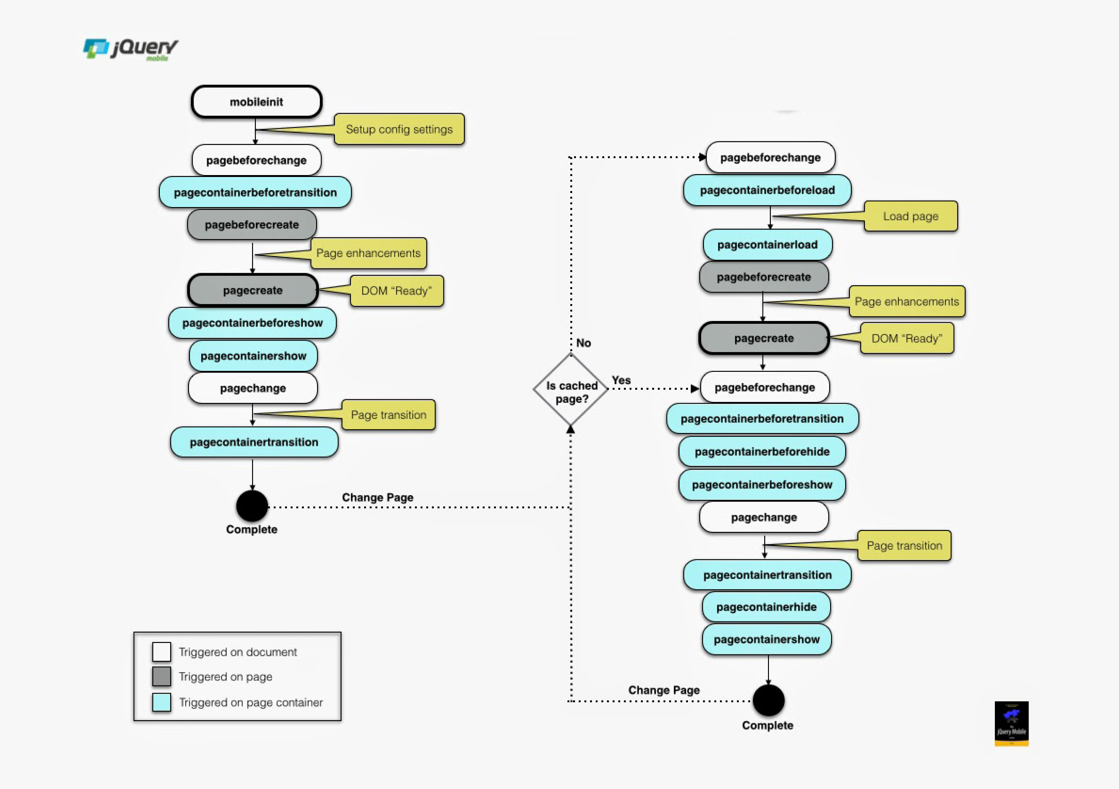 jQuery
mobile
mobileinit
Setup config settings
pagebeforechange
pagecontainerbeforetransition
pagebeforecreate
Page enhancements
pagecreate
DOM “Ready”
pagecontainerbeforeshow
pagecontainershow
pagechange
Page transition
pagecontainertransition
Complete
Change Page
Is cached
page?
No
Yes
pagebeforechange
pagecontainerbeforeload
Load page
pagecontainerload
pagebeforecreate
Page enhancements
pagecreate
DOM “Ready”
pagebeforechange
pagecontainerbeforetransition
pagecontainerbeforehide
pagecontainerbeforeshow
pagechange
Page transition
pagecontainertransition
pagecontainerhide
pagecontainershow
Change Page
Complete
Triggered on document
Triggered on page
Triggered on page container
jQuery Mobile